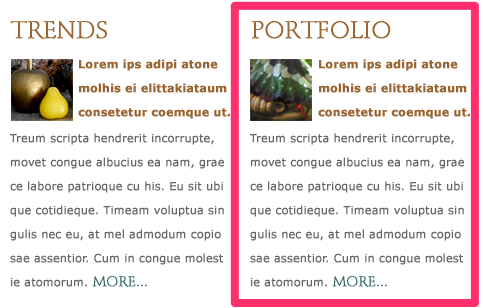 TRENDS
Lorem ips adipi atone
molhis ei elittakiataum
consetetur coemque ut.
Treum scripta hendrerit incorrupte,
movet congue albucius ea nam, grae
ce labore patrioque cu his. Eu sit ubi
que cotidieque. Timeam voluptua sin
gulis nec eu, at mel admodum copio
sae assentior. Cum in congue molest
ie atomorum. MORE...
PORTFOLIO
Lorem ips adipi atone
molhis ei elittakiataum
consetetur coemque ut.
Treum scripta hendrerit incorrupte,
movet congue albucius ea nam, grae
ce labore patrioque cu his. Eu sit ubi
que cotidieque. Timeam voluptua sin
gulis nec eu, at mel admodum copio
sae assentior. Cum in congue molest
ie atomorum. MORE...